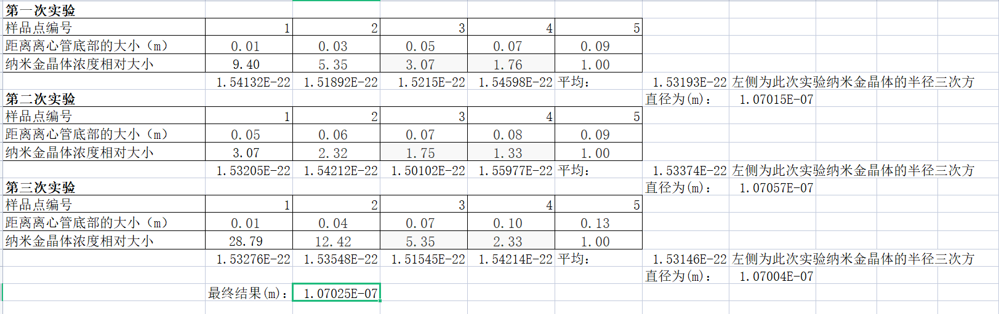 第一次实验
样品点编号 1 2 3 4 5
距离离心管底部的大小（m） 0.01 0.03 0.05 0.07 0.09
纳米金晶体浓度相对大小 9.40 5.35 3.07 1.76 1.00
1.54132E-22 1.51892E-22 1.5215E-22 1.54598E-22 平均： 1.53193E-22 左侧为此次实验纳米金晶体的半径三次方
第二次实验 直径为(m)： 1.07015E-07
样品点编号 1 2 3 4 5
距离离心管底部的大小（m） 0.05 0.06 0.07 0.08 0.09
纳米金晶体浓度相对大小 3.07 2.32 1.75 1.33 1.00
1.53205E-22 1.54212E-22 1.50102E-22 1.55977E-22 平均： 1.53374E-22 左侧为此次实验纳米金晶体的半径三次方
第三次实验 直径为(m)： 1.07057E-07
样品点编号 1 2 3 4 5
距离离心管底部的大小（m） 0.01 0.04 0.07 0.10 0.13
纳米金晶体浓度相对大小 28.79 12.42 5.35 2.33 1.00
1.53276E-22 1.53548E-22 1.51545E-22 1.54214E-22 平均： 1.53146E-22 左侧为此次实验纳米金晶体的半径三次方
直径为(m)： 1.07004E-07
最终结果(m)： 1.07025E-07